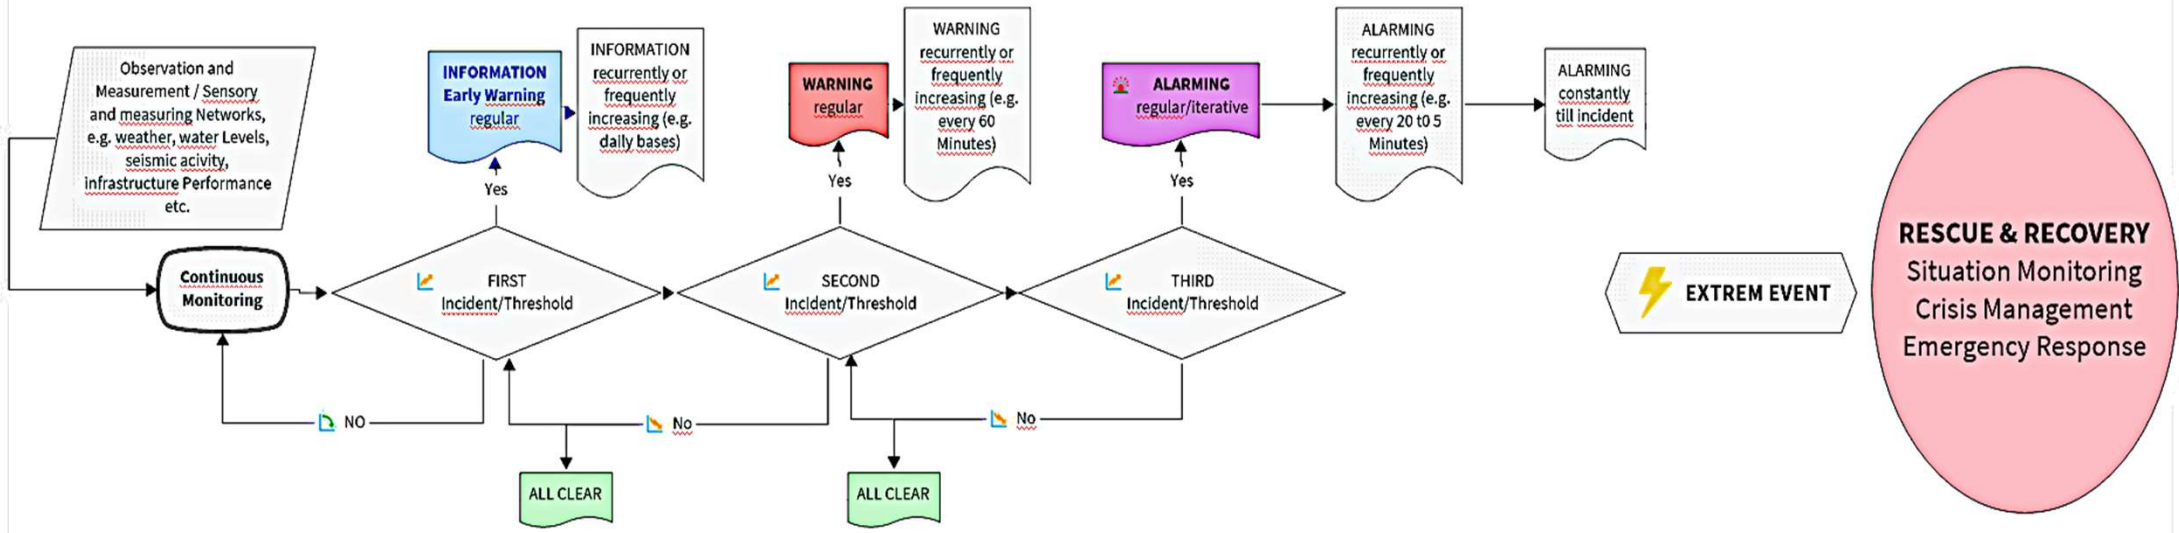 Observation and
Measurement / Sensory
and measuring Networks,
e.g. weather, water Levels,
seismic acivity,
infrastructure Performance
etc.
Continuous
Monitoring
INFORMATION
Early Warning
regular
INFORMATION
recurrently or
frequently
increasing (e.g.
daily bases)
Yes
FIRST
Incident/Threshold
NO
WARNING
regular
WARNING
recurrently or
frequently
increasing (e.g.
every 60
Minutes)
Yes
SECOND
Incident/Threshold
No
ALL CLEAR
ALARMING
regular/iterative
ALARMING
recurrently or
frequently
increasing (e.g.
every 20 t0 5
Minutes)
ALARMING
constantly
till incident
Yes
THIRD
Incident/Threshold
No
ALL CLEAR
EXTREM EVENT
RESCUE & RECOVERY
Situation Monitoring
Crisis Management
Emergency Response